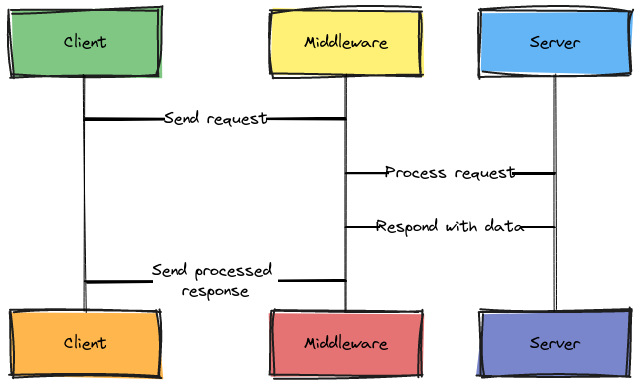 Client
Middleware
Server
Send request
Process request
Respond with data
Send processed
response
Client
Middleware
Server